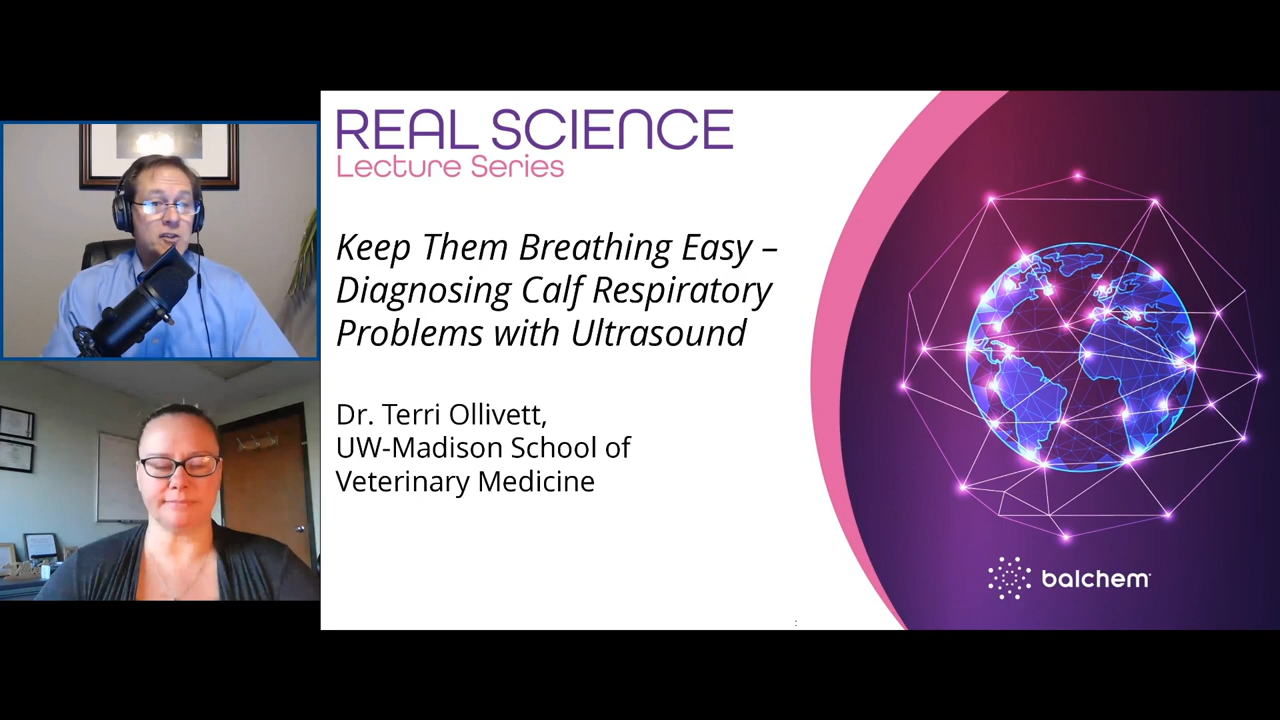 REAL SCIENCE
Lecture Series
Keep Them Breathing Easy –
Diagnosing Calf Respiratory
Problems with Ultrasound
Dr. Terri Ollivett,
UW-Madison School of
Veterinary Medicine
balchem